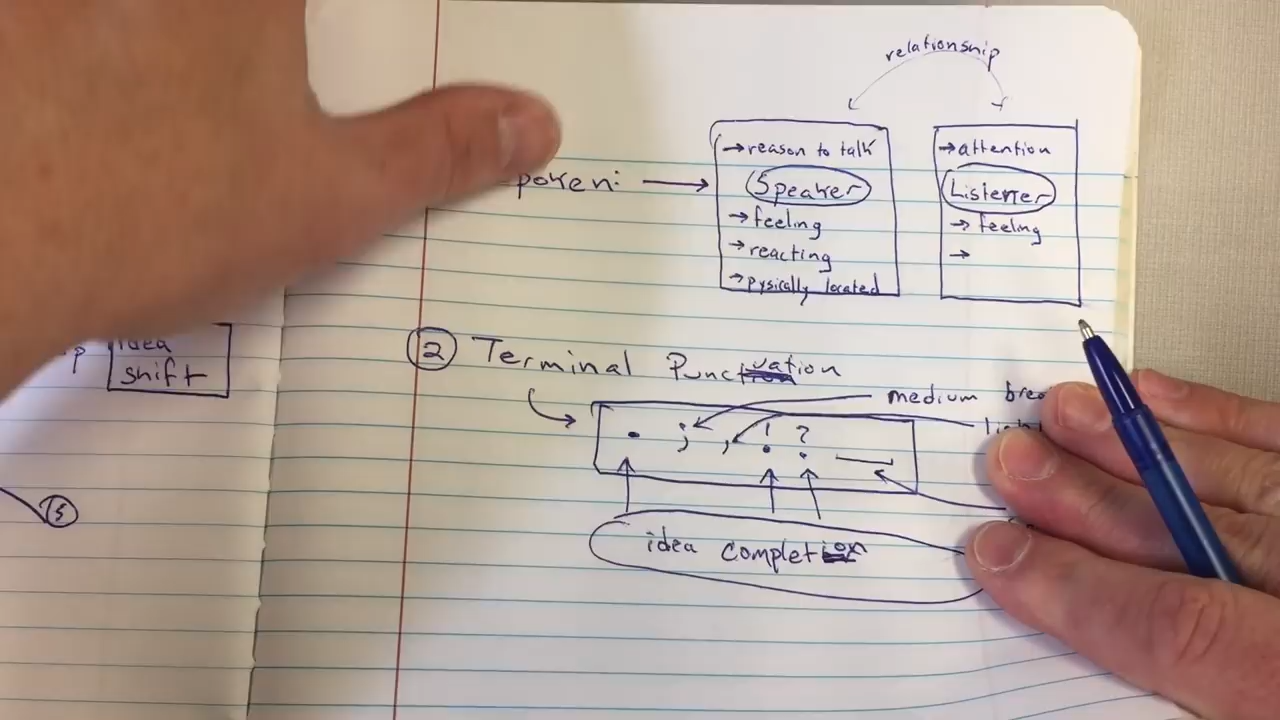 relationship
→reason to talk
→attention
poken: →
Speaker
Listener
→feeling
→feeling
→reacting
→
→pysically located
idea
shift
② Terminal Punctuation
medium
. ; , ! ? —
idea completion
⑤